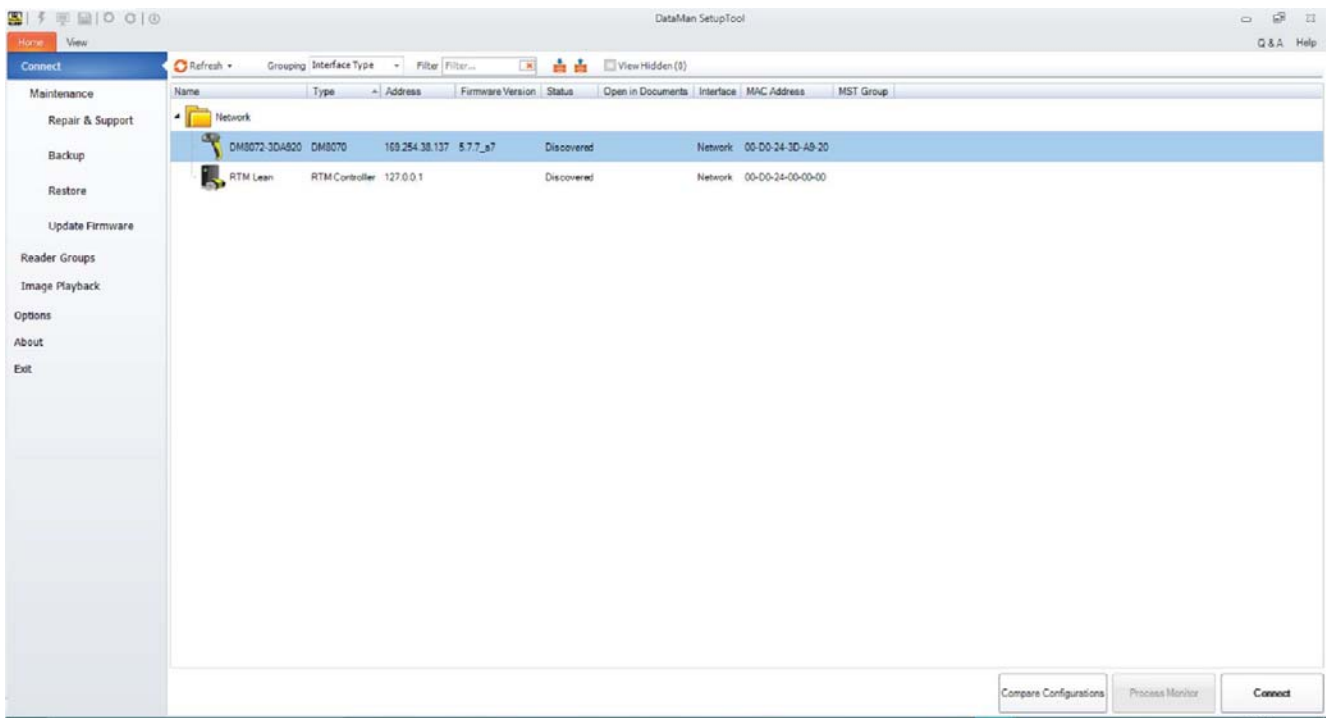 DataMan SetupTool
Home View Q & A Help
Connect
Refresh Grouping Interface Type Filter Filter... View Hidden (0)
Maintenance
Name Type Address Firmware Version Status Open in Documents Interface MAC Address MST Group
Repair & Support
Network
Backup
DM8072-3DA920 DM8070 169.254.38.137 5.7.7_s7 Discovered Network 00-D0-24-3D-A9-20
Restore
RTM Lean RTM Controller 127.0.0.1 Discovered Network 00-D0-24-00-00-00
Update Firmware
Reader Groups
Image Playback
Options
About
Exit
Compare Configurations Process Monitor Connect